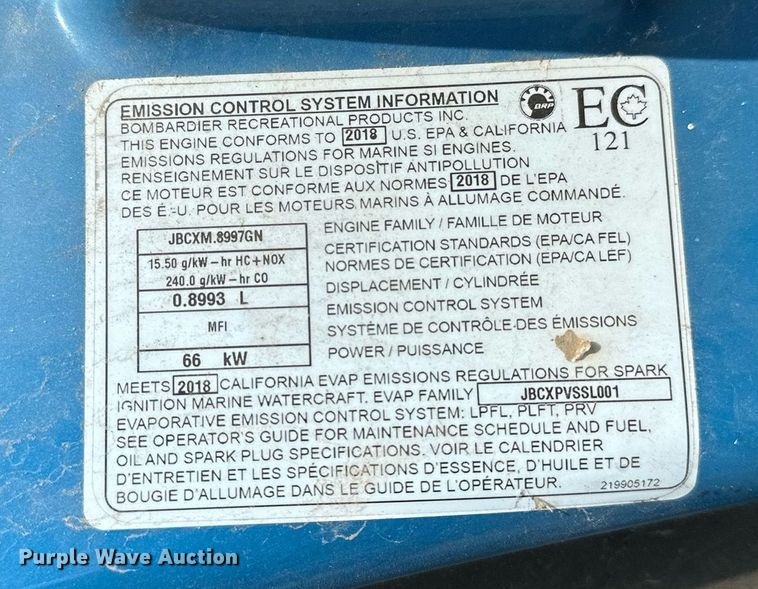 EMISSION CONTROL SYSTEM INFORMATION
BRP
EC
121
BOMBARDIER RECREATIONAL PRODUCTS INC.
THIS ENGINE CONFORMS TO 2018 U.S. EPA & CALIFORNIA
EMISSIONS REGULATIONS FOR MARINE SI ENGINES.
RENSEIGNEMENT SUR LE DISPOSITIF ANTIPOLLUTION
CE MOTEUR EST CONFORME AUX NORMES 2018 DE L'EPA
DES É.-U. POUR LES MOTEURS MARINS À ALLUMAGE COMMANDÉ.
JBCXM.8997GN ENGINE FAMILY / FAMILLE DE MOTEUR
15.50 g/kW – hr HC+NOX CERTIFICATION STANDARDS (EPA/CA FEL)
240.0 g/kW – hr CO NORMES DE CERTIFICATION (EPA/CA LEF)
0.8993 L DISPLACEMENT / CYLINDRÉE
MFI EMISSION CONTROL SYSTEM
SYSTÈME DE CONTRÔLE DES ÉMISSIONS
66 kW POWER / PUISSANCE
MEETS 2018 CALIFORNIA EVAP EMISSIONS REGULATIONS FOR SPARK
IGNITION MARINE WATERCRAFT. EVAP FAMILY JBCXPVSSL001
EVAPORATIVE EMISSION CONTROL SYSTEM: LPFL, PLFT, PRV
SEE OPERATOR'S GUIDE FOR MAINTENANCE SCHEDULE AND FUEL,
OIL AND SPARK PLUG SPECIFICATIONS. VOIR LE CALENDRIER
D'ENTRETIEN ET LES SPÉCIFICATIONS D'ESSENCE, D'HUILE ET DE
BOUGIE D'ALLUMAGE DANS LE GUIDE DE L'OPÉRATEUR.
219905172
Purple Wave Auction